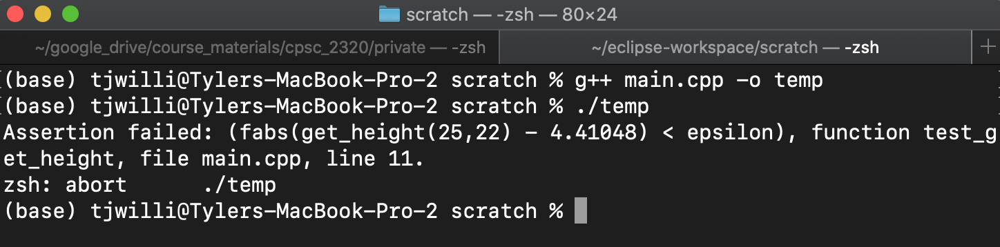 scratch — -zsh — 80×24
~/google_drive/course_materials/cpsc_2320/private — -zsh ~/eclipse-workspace/scratch — -zsh
(base) tjwilli@Tylers-MacBook-Pro-2 scratch % g++ main.cpp -o temp
(base) tjwilli@Tylers-MacBook-Pro-2 scratch % ./temp
Assertion failed: (fabs(get_height(25,22) - 4.41048) < epsilon), function test_g
et_height, file main.cpp, line 11.
zsh: abort      ./temp
(base) tjwilli@Tylers-MacBook-Pro-2 scratch %